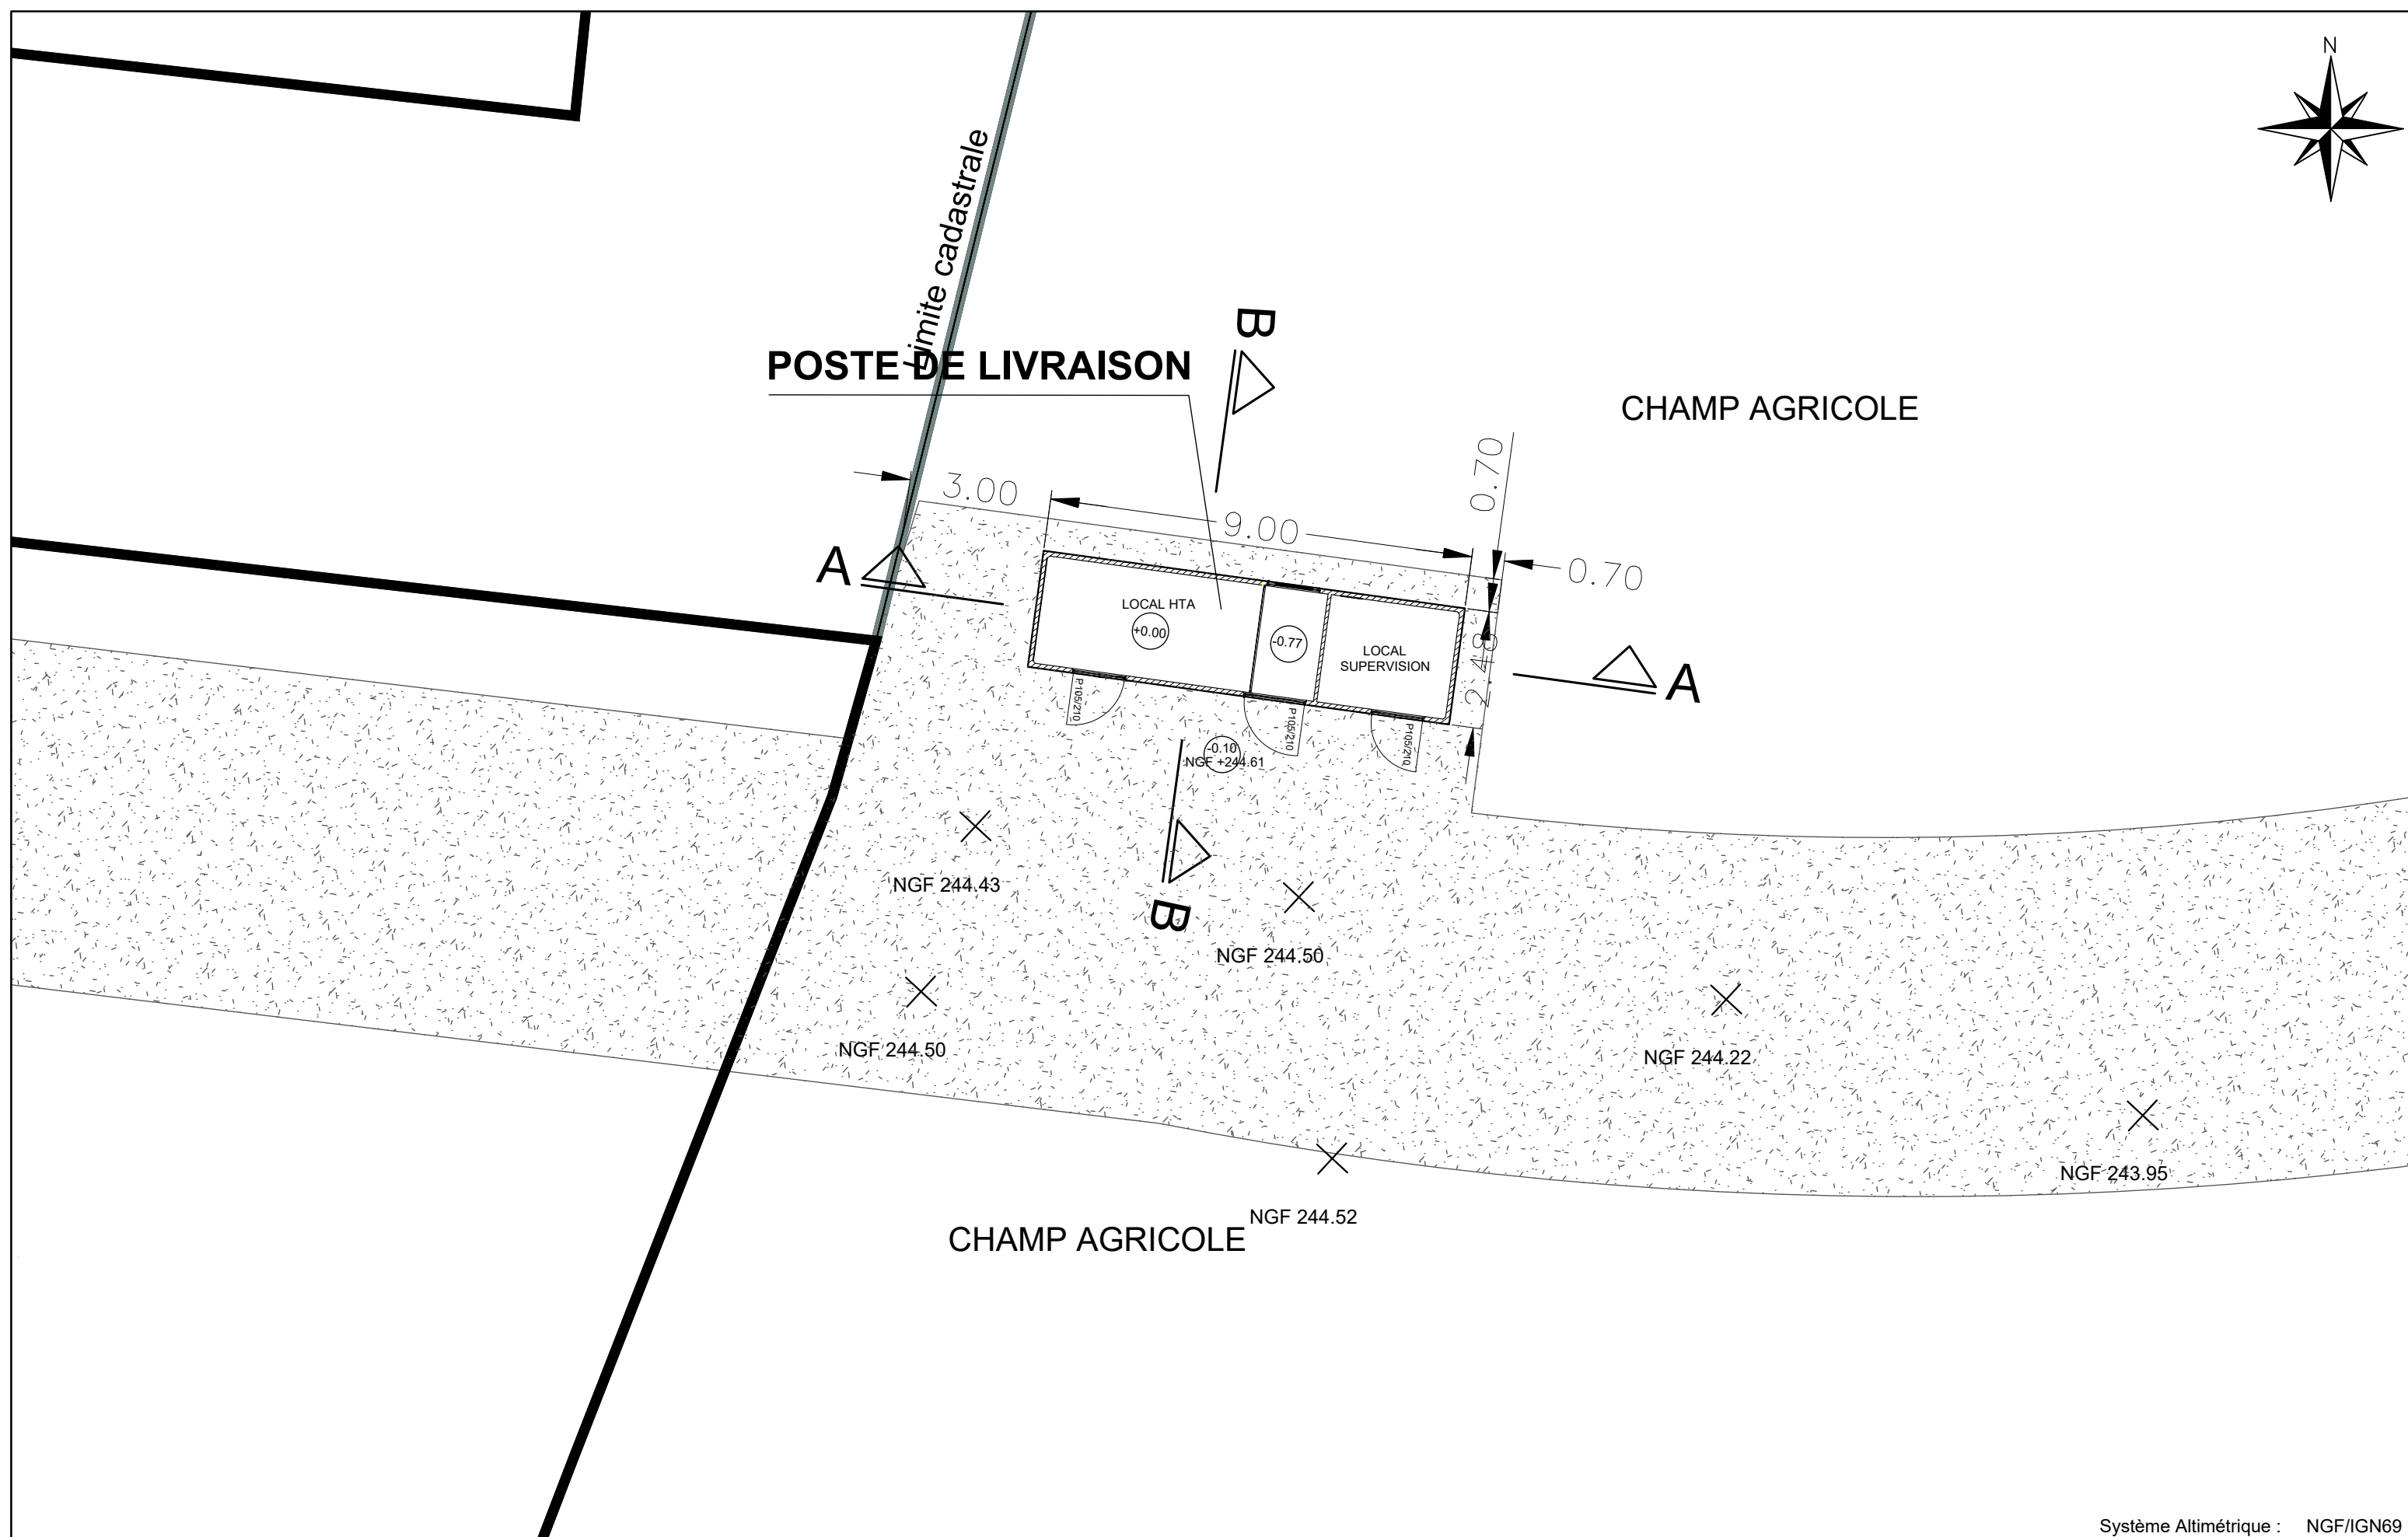 N
Limite cadastrale
B
POSTE DE LIVRAISON
CHAMP AGRICOLE
3.00
9.00
0.70
0.70
A
LOCAL HTA
+0.00
-0.77
LOCAL
SUPERVISION
2.48
A
P105/210
P105/210
P105/210
-0.10
NGF +244.61
NGF 244.43
B
NGF 244.50
NGF 244.50
NGF 244.22
NGF 243.95
NGF 244.52
CHAMP AGRICOLE
Système Altimétrique : NGF/IGN69